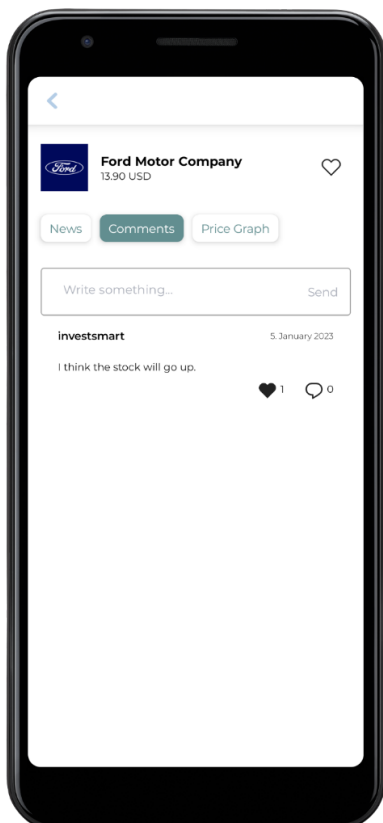 Ford
Ford Motor Company
13.90 USD
News Comments Price Graph
Write something... Send
investsmart 5. January 2023
I think the stock will go up.
1 0